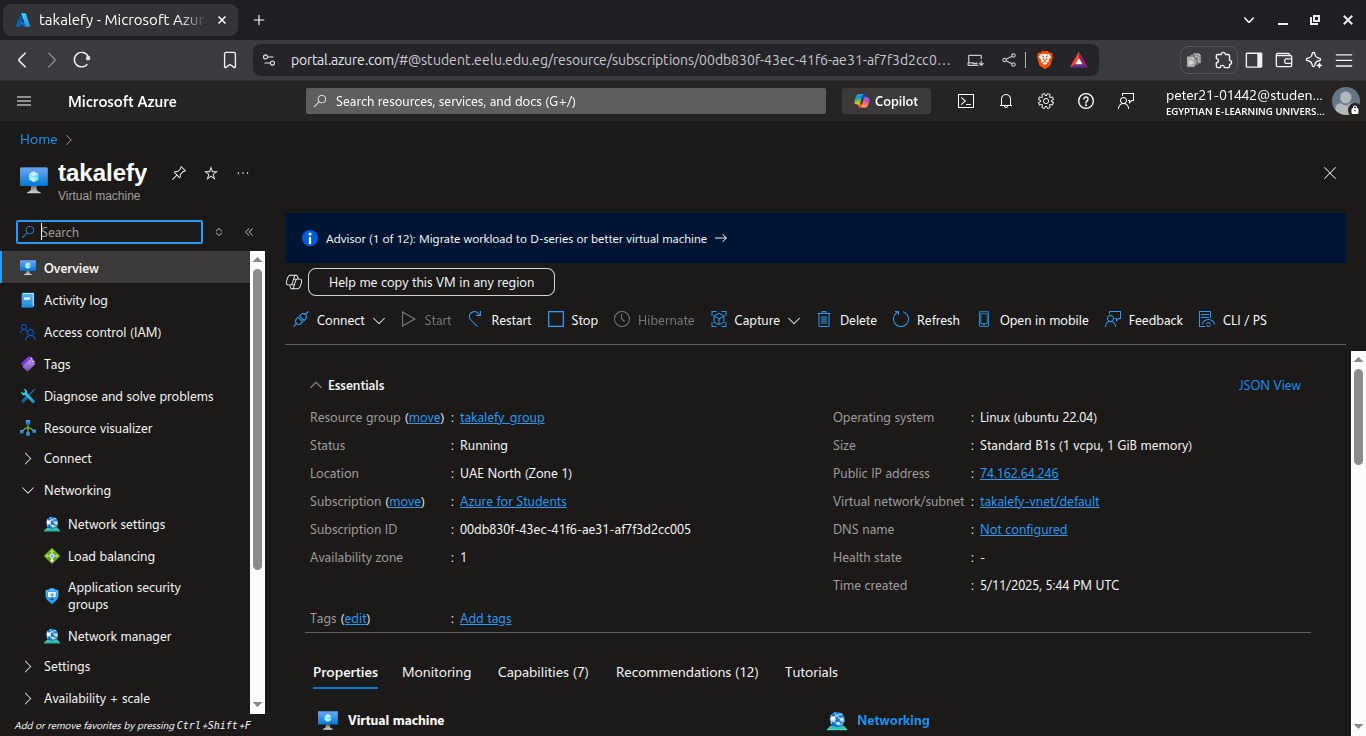 takalefy - Microsoft Azur
portal.azure.com/#@student.eelu.edu.eg/resource/subscriptions/00db830f-43ec-41f6-ae31-af7f3d2cc0...
Microsoft Azure
Search resources, services, and docs (G+/)
Copilot
peter21-01442@studen...
EGYPTIAN E-LEARNING UNIVERS...
Home
takalefy
Virtual machine
Search
Overview
Activity log
Access control (IAM)
Tags
Diagnose and solve problems
Resource visualizer
Connect
Networking
Network settings
Load balancing
Application security
groups
Network manager
Settings
Availability + scale
Add or remove favorites by pressing Ctrl+Shift+F
Advisor (1 of 12): Migrate workload to D-series or better virtual machine →
Help me copy this VM in any region
Connect Start Restart Stop Hibernate Capture Delete Refresh Open in mobile Feedback CLI / PS
Essentials
JSON View
Resource group (move) : takalefy_group
Status : Running
Location : UAE North (Zone 1)
Subscription (move) : Azure for Students
Subscription ID : 00db830f-43ec-41f6-ae31-af7f3d2cc005
Availability zone : 1
Operating system : Linux (ubuntu 22.04)
Size : Standard B1s (1 vcpu, 1 GiB memory)
Public IP address : 74.162.64.246
Virtual network/subnet : takalefy-vnet/default
DNS name : Not configured
Health state : -
Time created : 5/11/2025, 5:44 PM UTC
Tags (edit) : Add tags
Properties Monitoring Capabilities (7) Recommendations (12) Tutorials
Virtual machine
Networking